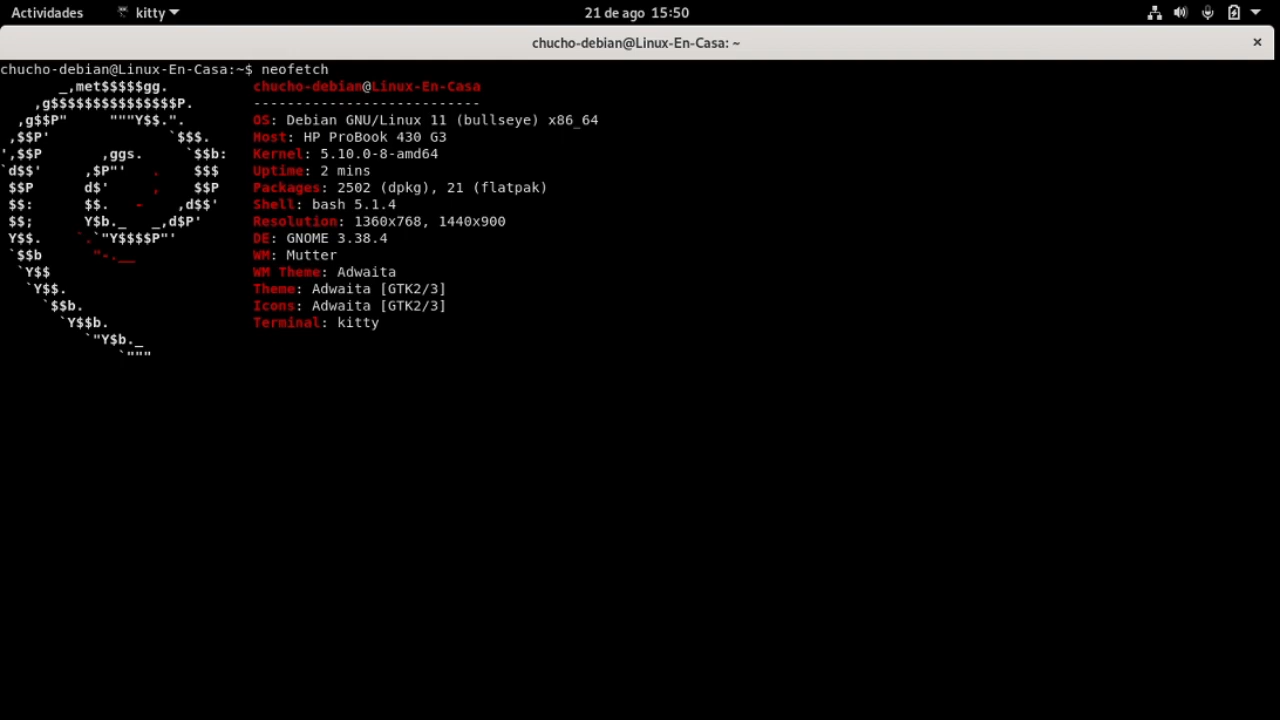 Actividades kitty 21 de ago 15:50
chucho-debian@Linux-En-Casa: ~
chucho-debian@Linux-En-Casa:~$ neofetch
       _,met$$$$$gg.          chucho-debian@Linux-En-Casa
    ,g$$$$$$$$$$$$$$$P.       ---------------------------
  ,g$$P"     """Y$$.".        OS: Debian GNU/Linux 11 (bullseye) x86_64
 ,$$P'              `$$$.     Host: HP ProBook 430 G3
',$$P       ,ggs.     `$$b:   Kernel: 5.10.0-8-amd64
`d$$'     ,$P"'   .    $$$    Uptime: 2 mins
 $$P      d$'     ,    $$P    Packages: 2502 (dpkg), 21 (flatpak)
 $$:      $$.   -    ,d$$'    Shell: bash 5.1.4
 $$;      Y$b._   _,d$P'      Resolution: 1360x768, 1440x900
 Y$$.    `.`"Y$$$$P"'         DE: GNOME 3.38.4
 `$$b      "-.__              WM: Mutter
  `Y$$                        WM Theme: Adwaita
   `Y$$.                      Theme: Adwaita [GTK2/3]
     `$$b.                    Icons: Adwaita [GTK2/3]
       `Y$$b.                 Terminal: kitty
          `"Y$b._
              `"""